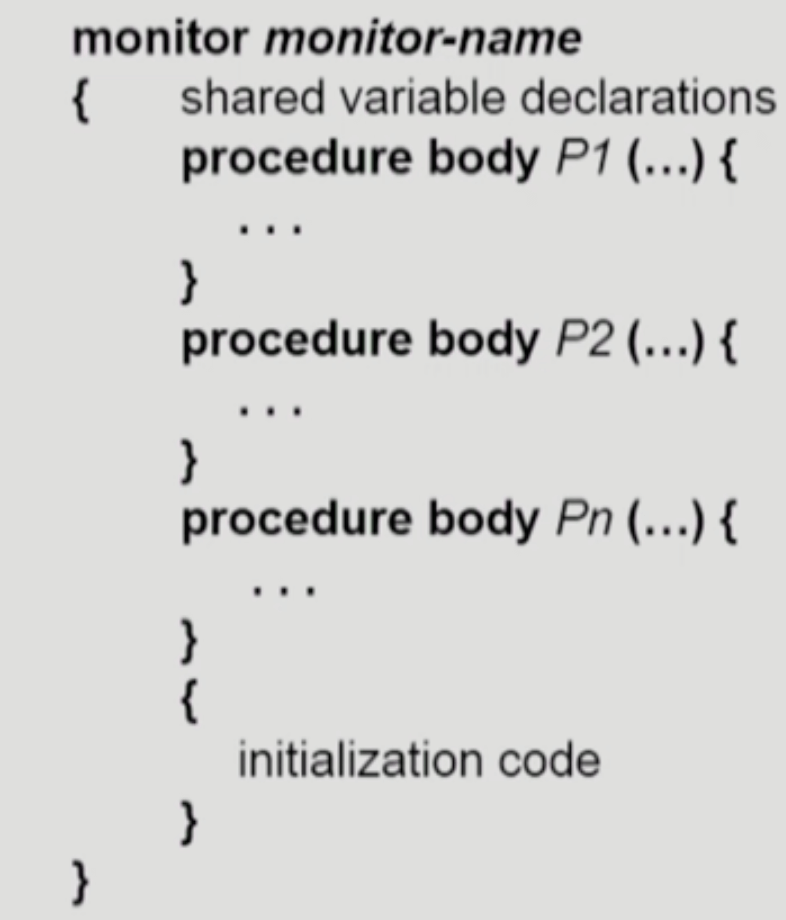 monitor monitor-name
{ shared variable declarations
procedure body P1 (...) {
. . .
}
procedure body P2 (...) {
. . .
}
procedure body Pn (...) {
. . .
}
{
initialization code
}
}